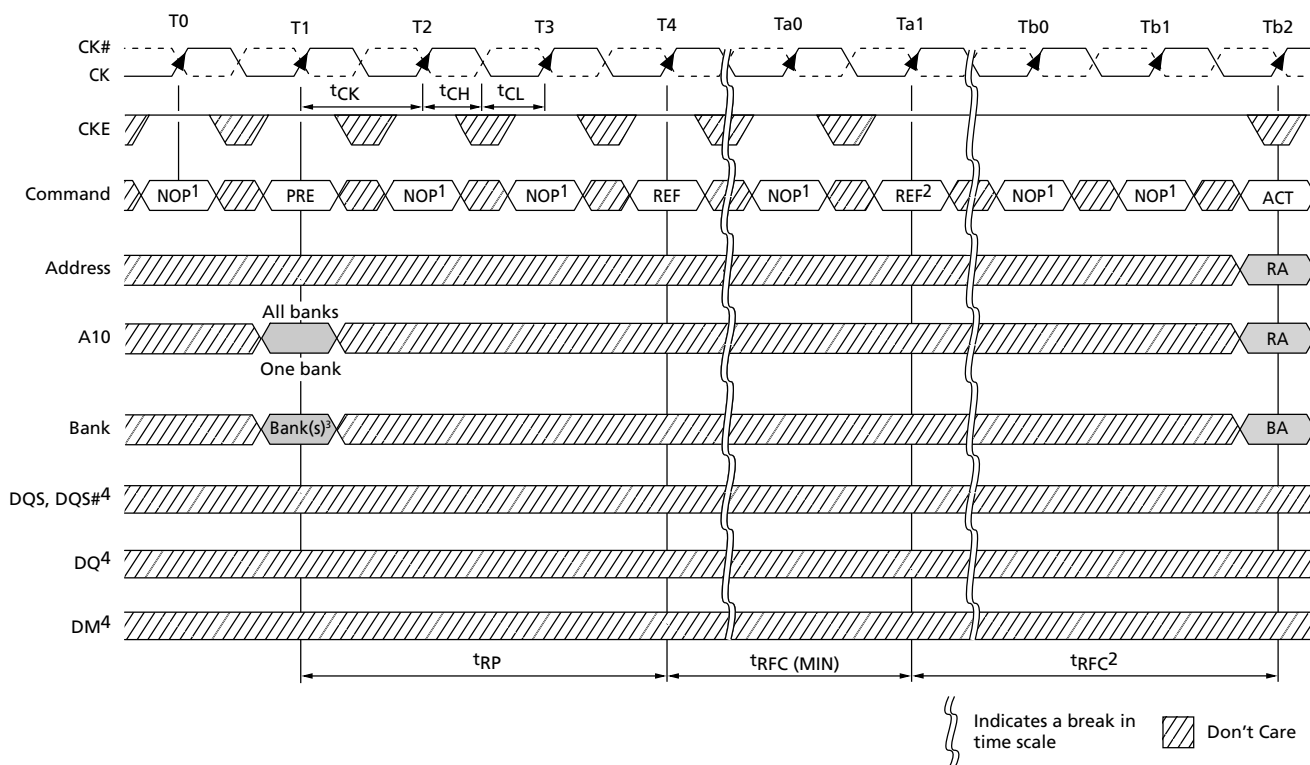 T0 T1 T2 T3 T4 Ta0 Ta1 Tb0 Tb1 Tb2
CK#
CK
tCK tCH tCL
CKE
Command NOP1 PRE NOP1 NOP1 REF NOP1 REF2 NOP1 NOP1 ACT
Address RA
All banks
A10 RA
One bank
Bank Bank(s)3 BA
DQS, DQS#4
DQ4
DM4
tRP tRFC (MIN) tRFC2
Indicates a break in
time scale
Don't Care